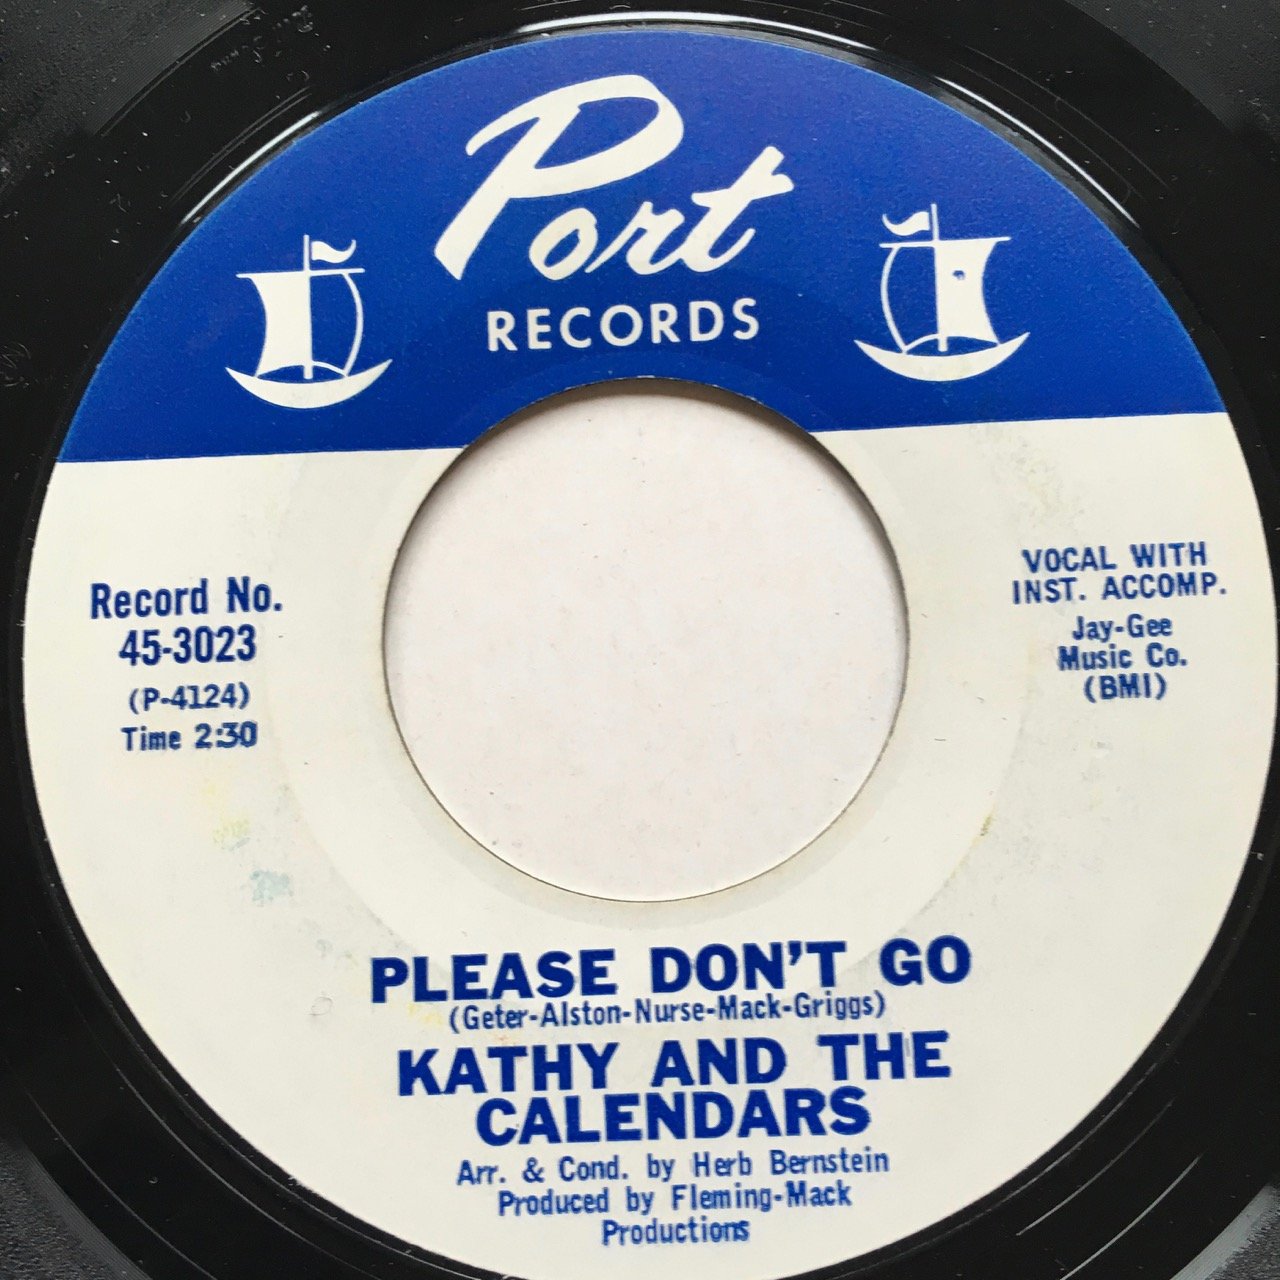 Port
RECORDS
Record No.
45-3023
(P-4124)
Time 2:30
VOCAL WITH
INST. ACCOMP.
Jay-Gee
Music Co.
(BMI)
PLEASE DON'T GO
(Geter-Alston-Nurse-Mack-Griggs)
KATHY AND THE
CALENDARS
Arr. & Cond. by Herb Bernstein
Produced by Fleming-Mack
Productions